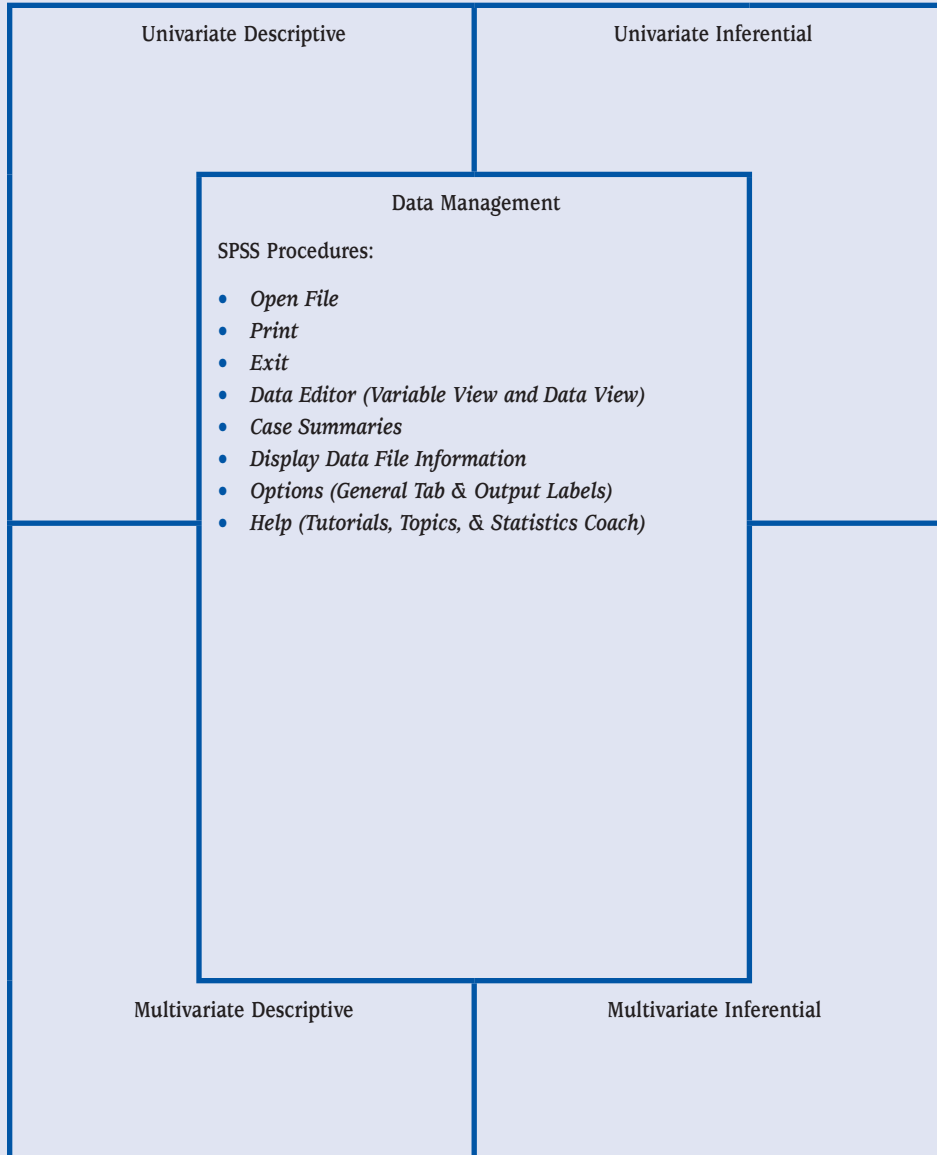 Univariate Descriptive
Univariate Inferential
Data Management
SPSS Procedures:
• Open File
• Print
• Exit
• Data Editor (Variable View and Data View)
• Case Summaries
• Display Data File Information
• Options (General Tab & Output Labels)
• Help (Tutorials, Topics, & Statistics Coach)
Multivariate Descriptive
Multivariate Inferential